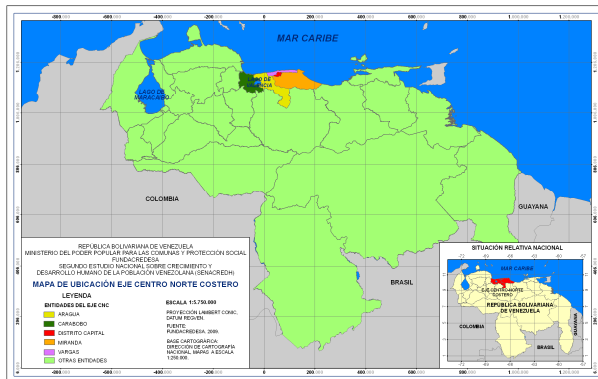 MAR CARIBE
LAGO DE
MARACAIBO
LAGO DE
VALENCIA
COLOMBIA
GUAYANA
BRASIL
REPÚBLICA BOLIVARIANA DE VENEZUELA
MINISTERIO DEL PODER POPULAR PARA LAS COMUNAS Y PROTECCIÓN SOCIAL
FUNDACREDESA
SEGUNDO ESTUDIO NACIONAL SOBRE CRECIMIENTO Y
DESARROLLO HUMANO DE LA POBLACIÓN VENEZOLANA (SENACREDH)
MAPA DE UBICACIÓN EJE CENTRO NORTE COSTERO
LEYENDA
ENTIDADES DEL EJE CNC
ARAGUA
CARABOBO
DISTRITO CAPITAL
MIRANDA
VARGAS
OTRAS ENTIDADES
ESCALA 1:5.750.000
PROYECCIÓN LAMBERT CONIC,
DATUM REGVEN.
FUENTE:
FUNDACREDESA. 2009.
BASE CARTOGRÁFICA:
DIRECCIÓN DE CARTOGRAFÍA
NACIONAL. MAPAS A ESCALA
1:250.000.
SITUACIÓN RELATIVA NACIONAL
MAR CARIBE
EJE CENTRO NORTE
COSTERO
REPÚBLICA BOLIVARIANA
DE VENEZUELA
COLOMBIA
GUAYANA
BRASIL